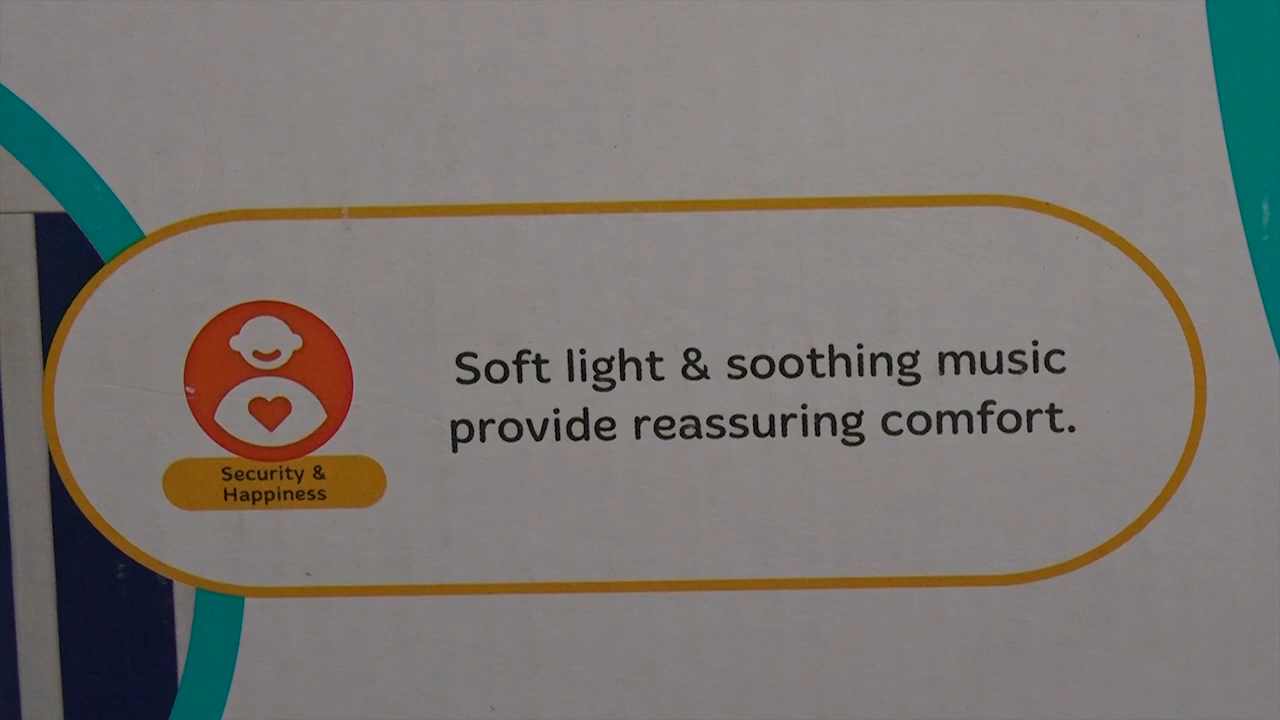 Soft light & soothing music
provide reassuring comfort.
Security &
Happiness